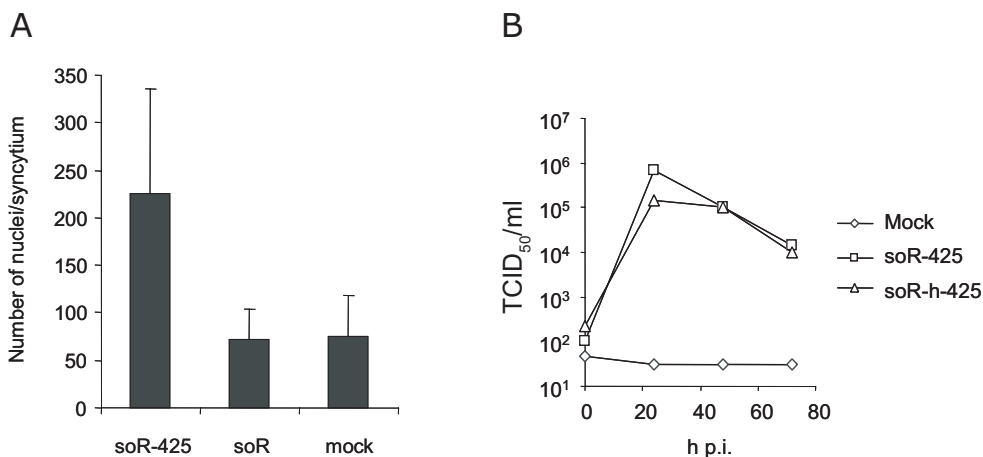 A
Number of nuclei/syncytium
350
300
250
200
150
100
50
0
soR-425 soR mock
B
TCID₅₀/ml
10⁷
10⁶
10⁵
10⁴
10³
10²
10¹
0 20 40 60 80
h p.i.
Mock
soR-425
soR-h-425